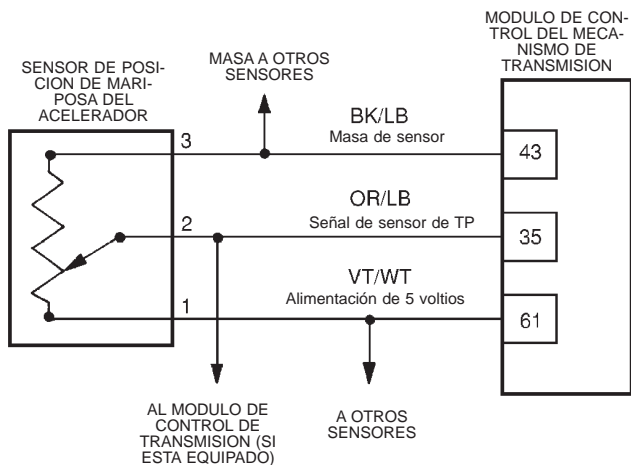 MODULO DE CON-
TROL DEL MECA-
NISMO DE
TRANSMISION
SENSOR DE POSI-
CION DE MARI-
POSA DEL
ACELERADOR
MASA A OTROS
SENSORES
3
BK/LB
Masa de sensor
43
2
OR/LB
Señal de sensor de TP
35
1
VT/WT
Alimentación de 5 voltios
61
AL MODULO DE
CONTROL DE
TRANSMISION (SI
ESTA EQUIPADO)
A OTROS
SENSORES